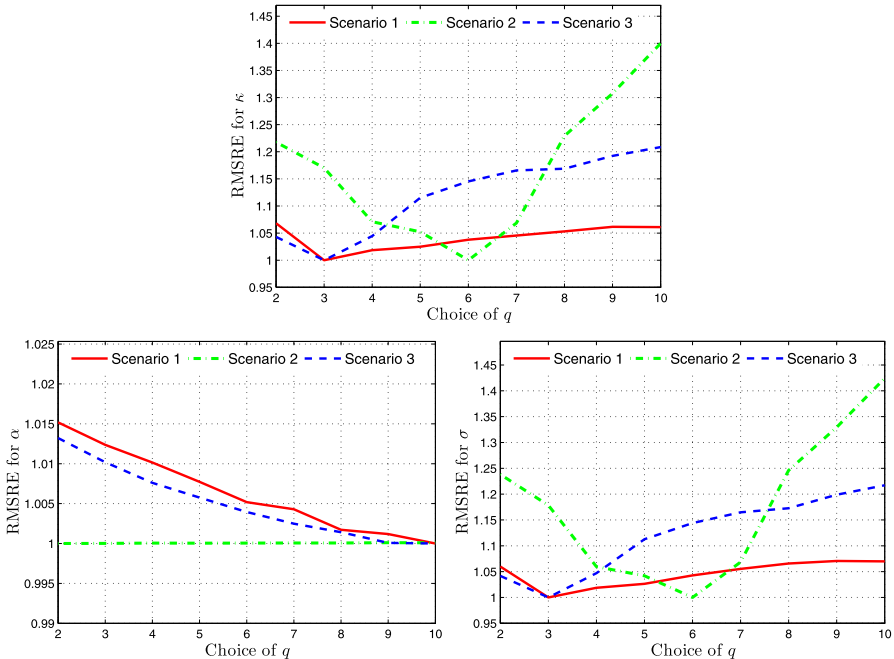 Scenario 1 Scenario 2 Scenario 3
1.45
1.4
1.35
1.3
1.25
1.2
1.15
1.1
1.05
1
0.95
RMSRE for κ
2 3 4 5 6 7 8 9 10
Choice of q
Scenario 1 Scenario 2 Scenario 3
1.025
1.02
1.015
1.01
1.005
1
0.995
0.99
RMSRE for α
2 3 4 5 6 7 8 9 10
Choice of q
Scenario 1 Scenario 2 Scenario 3
1.45
1.4
1.35
1.3
1.25
1.2
1.15
1.1
1.05
1
0.95
RMSRE for σ
2 3 4 5 6 7 8 9 10
Choice of q